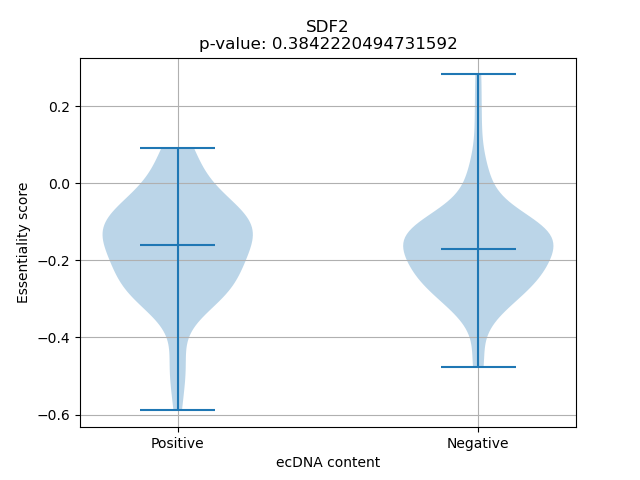 SDF2
p-value: 0.3842220494731592
Essentiality score
0.2
0.0
−0.2
−0.4
−0.6
Positive
Negative
ecDNA content